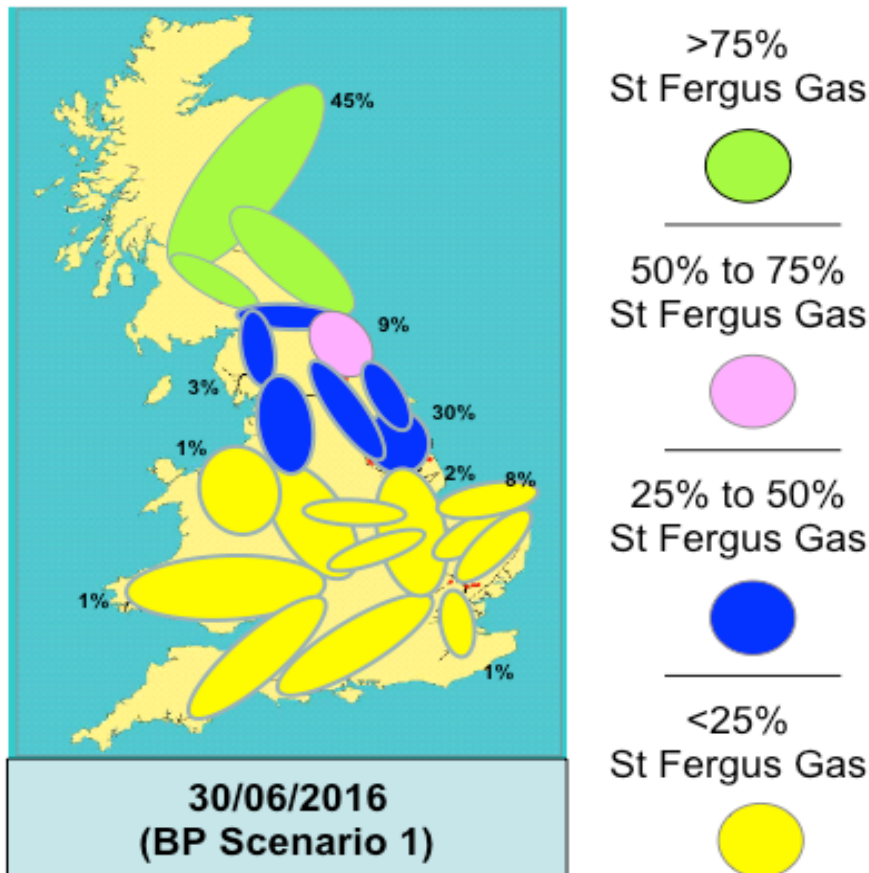 45%
9%
3%
30%
1%
2%
8%
1%
1%
30/06/2016
(BP Scenario 1)
>75%
St Fergus Gas
50% to 75%
St Fergus Gas
25% to 50%
St Fergus Gas
<25%
St Fergus Gas